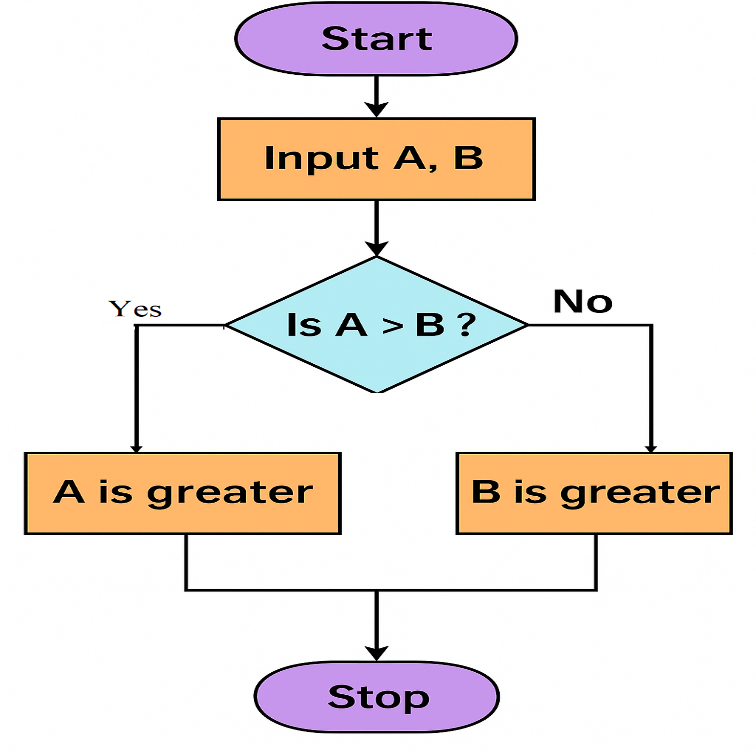 Start
Input A, B
Is A > B ?
Yes
No
A is greater
B is greater
Stop